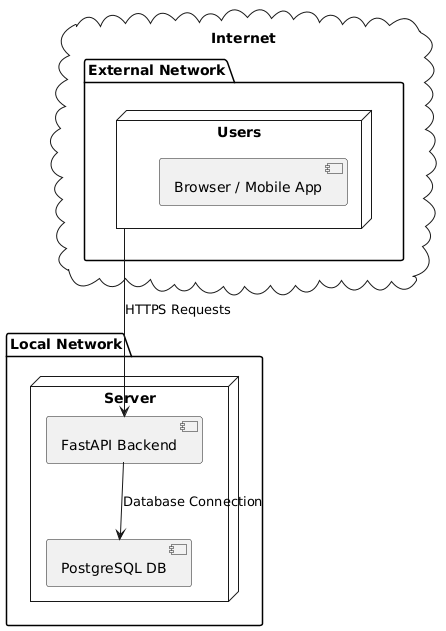 Internet
External Network
Users
Browser / Mobile App
HTTPS Requests
Local Network
Server
FastAPI Backend
Database Connection
PostgreSQL DB